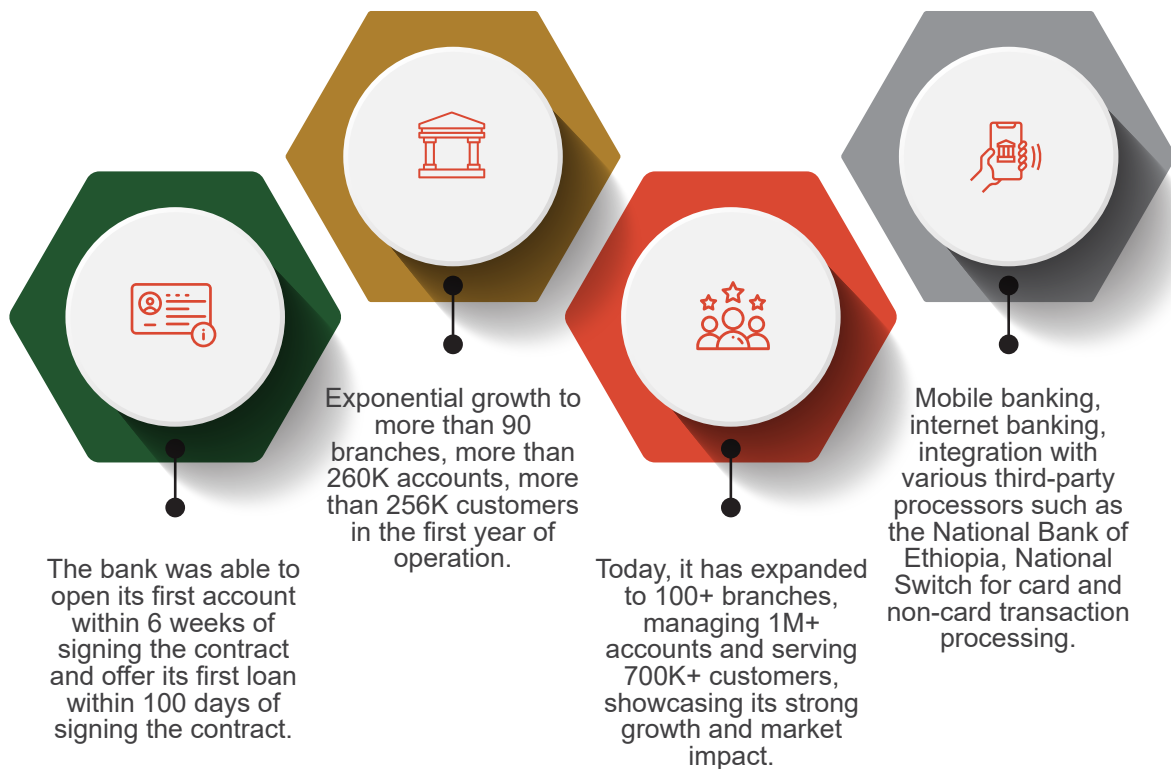 The bank was able to
open its first account
within 6 weeks of
signing the contract
and offer its first loan
within 100 days of
signing the contract.
Exponential growth to
more than 90
branches, more than
260K accounts, more
than 256K customers
in the first year of
operation.
Today, it has expanded
to 100+ branches,
managing 1M+
accounts and serving
700K+ customers,
showcasing its strong
growth and market
impact.
Mobile banking,
internet banking,
integration with
various third-party
processors such as
the National Bank of
Ethiopia, National
Switch for card and
non-card transaction
processing.